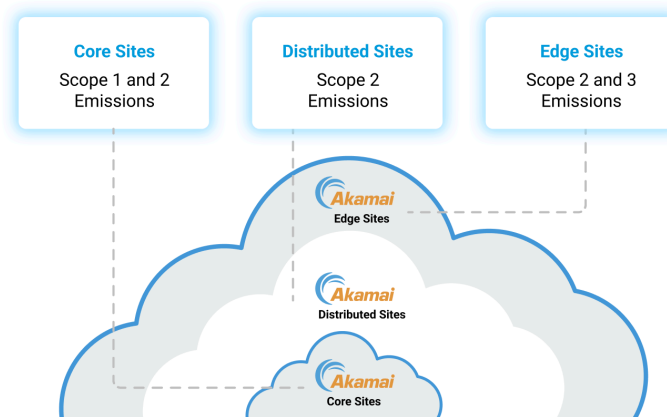 Core Sites
Scope 1 and 2
Emissions
Distributed Sites
Scope 2
Emissions
Edge Sites
Scope 2 and 3
Emissions
Akamai
Edge Sites
Akamai
Distributed Sites
Akamai
Core Sites